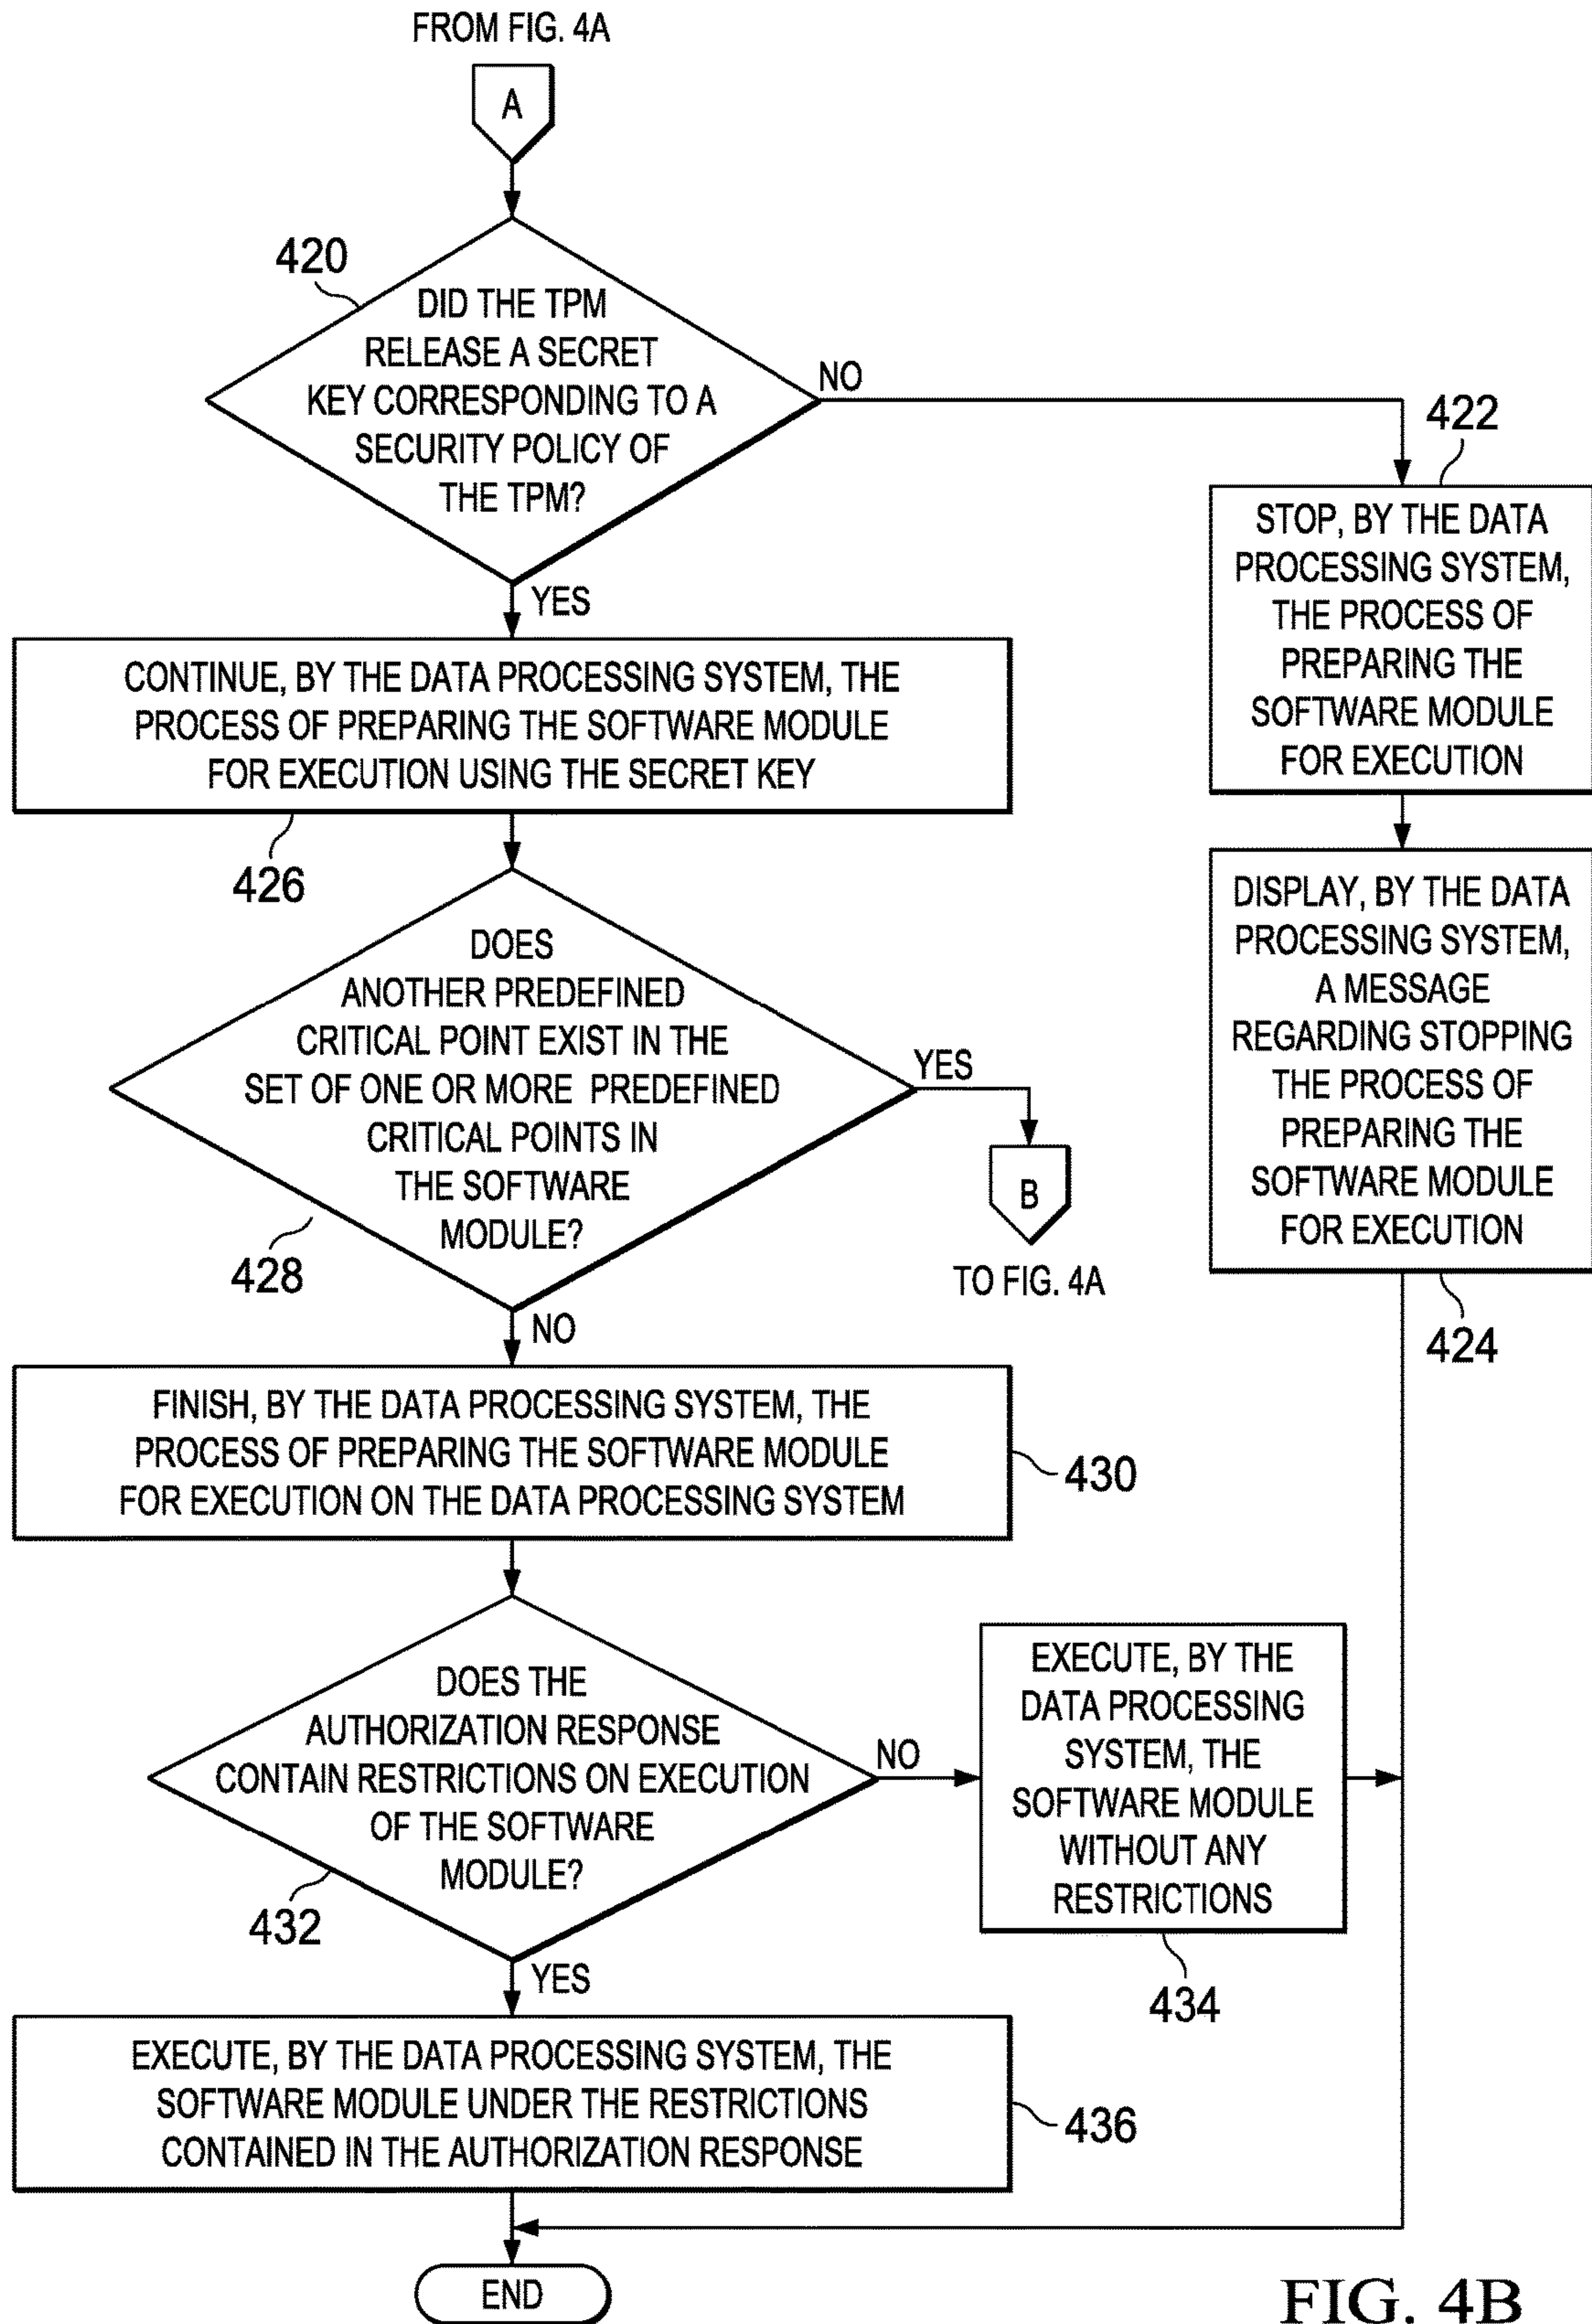 FROM FIG. 4A
A
420
DID THE TPM
RELEASE A SECRET
KEY CORRESPONDING TO A
SECURITY POLICY OF
THE TPM?
NO
YES
422
STOP, BY THE DATA
PROCESSING SYSTEM,
THE PROCESS OF
PREPARING THE
SOFTWARE MODULE
FOR EXECUTION
CONTINUE, BY THE DATA PROCESSING SYSTEM, THE
PROCESS OF PREPARING THE SOFTWARE MODULE
FOR EXECUTION USING THE SECRET KEY
426
DISPLAY, BY THE DATA
PROCESSING SYSTEM,
A MESSAGE
REGARDING STOPPING
THE PROCESS OF
PREPARING THE
SOFTWARE MODULE
FOR EXECUTION
424
DOES
ANOTHER PREDEFINED
CRITICAL POINT EXIST IN THE
SET OF ONE OR MORE PREDEFINED
CRITICAL POINTS IN
THE SOFTWARE
MODULE?
428
YES
B
TO FIG. 4A
NO
FINISH, BY THE DATA PROCESSING SYSTEM, THE
PROCESS OF PREPARING THE SOFTWARE MODULE
FOR EXECUTION ON THE DATA PROCESSING SYSTEM
430
DOES THE
AUTHORIZATION RESPONSE
CONTAIN RESTRICTIONS ON EXECUTION
OF THE SOFTWARE
MODULE?
432
NO
EXECUTE, BY THE
DATA PROCESSING
SYSTEM, THE
SOFTWARE MODULE
WITHOUT ANY
RESTRICTIONS
434
YES
EXECUTE, BY THE DATA PROCESSING SYSTEM, THE
SOFTWARE MODULE UNDER THE RESTRICTIONS
CONTAINED IN THE AUTHORIZATION RESPONSE
436
END
FIG. 4B